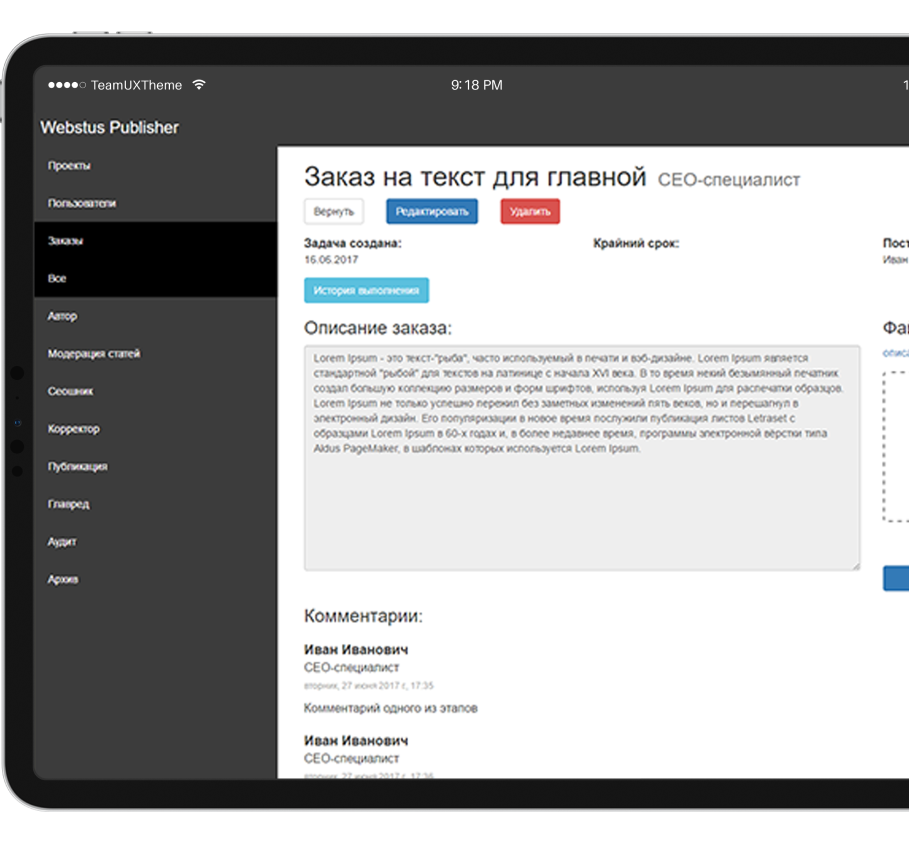 TeamUXTheme
9:18 PM
1
Webstus Publisher
Проекты
Пользователи
Заказы
Все
Автор
Модерация статей
Сеошник
Корректор
Публикация
Главред
Аудит
Архив
Заказ на текст для главной СЕО-специалист
Вернуть Редактировать Удалить
Задача создана: Крайний срок: Пост
16.06.2017 Иван
История выполнения
Описание заказа: Фай
описа
Lorem Ipsum - это текст-"рыба", часто используемый в печати и вэб-дизайне. Lorem Ipsum является
стандартной "рыбой" для текстов на латинице с начала XVI века. В то время некий безымянный печатник
создал большую коллекцию размеров и форм шрифтов, используя Lorem Ipsum для распечатки образцов.
Lorem Ipsum не только успешно пережил без заметных изменений пять веков, но и перешагнул в
электронный дизайн. Его популяризации в новое время послужили публикация листов Letraset с
образцами Lorem Ipsum в 60-х годах и, в более недавнее время, программы электронной вёрстки типа
Aldus PageMaker, в шаблонах которых используется Lorem Ipsum.
Комментарии:
Иван Иванович
СЕО-специалист
вторник, 27 июня 2017 г., 17:35
Комментарий одного из этапов
Иван Иванович
СЕО-специалист
вторник, 27 июня 2017 г., 17:36